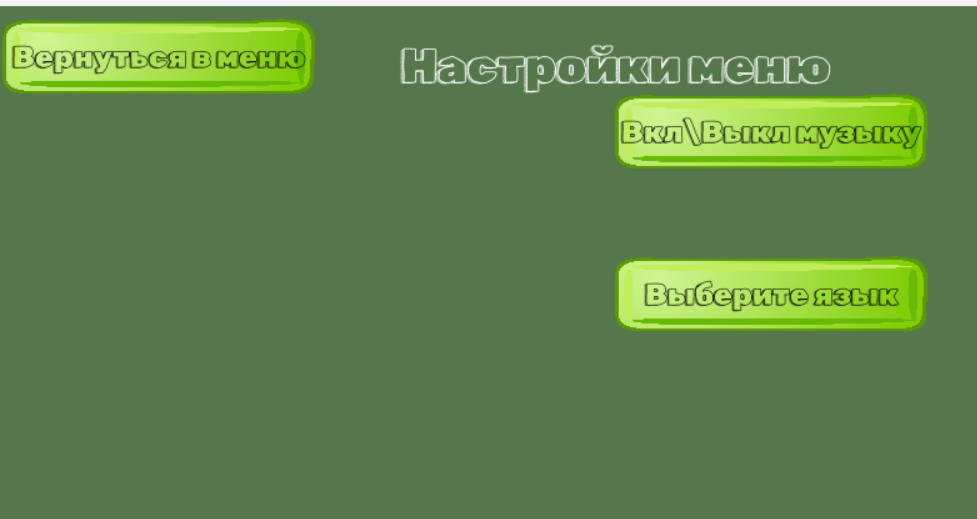 Вернуться в меню
Настройки меню
Вкл\Выкл музыку
Выберите язык